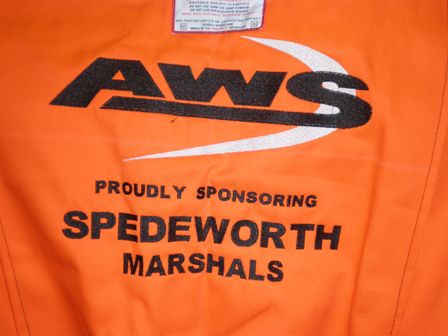 AWS
PROUDLY SPONSORING
SPEDEWORTH
MARSHALS